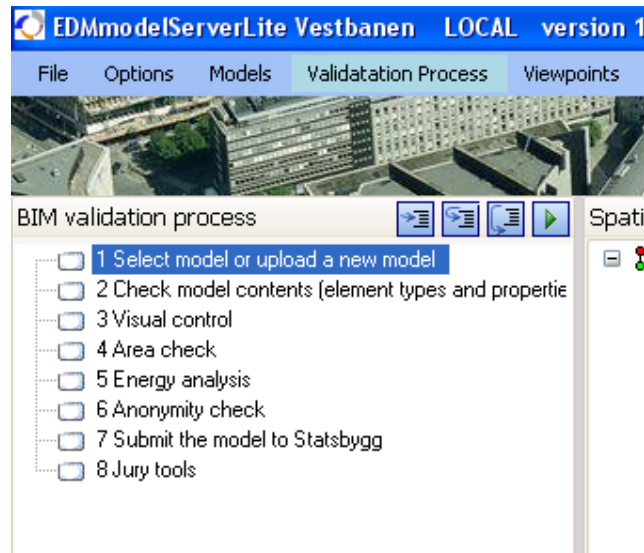 EDMmodelServerLite Vestbanen LOCAL version 1
File Options Models Validatation Process Viewpoints
BIM validation process
Spati
1 Select model or upload a new model
2 Check model contents (element types and propertie
3 Visual control
4 Area check
5 Energy analysis
6 Anonymity check
7 Submit the model to Statsbygg
8 Jury tools